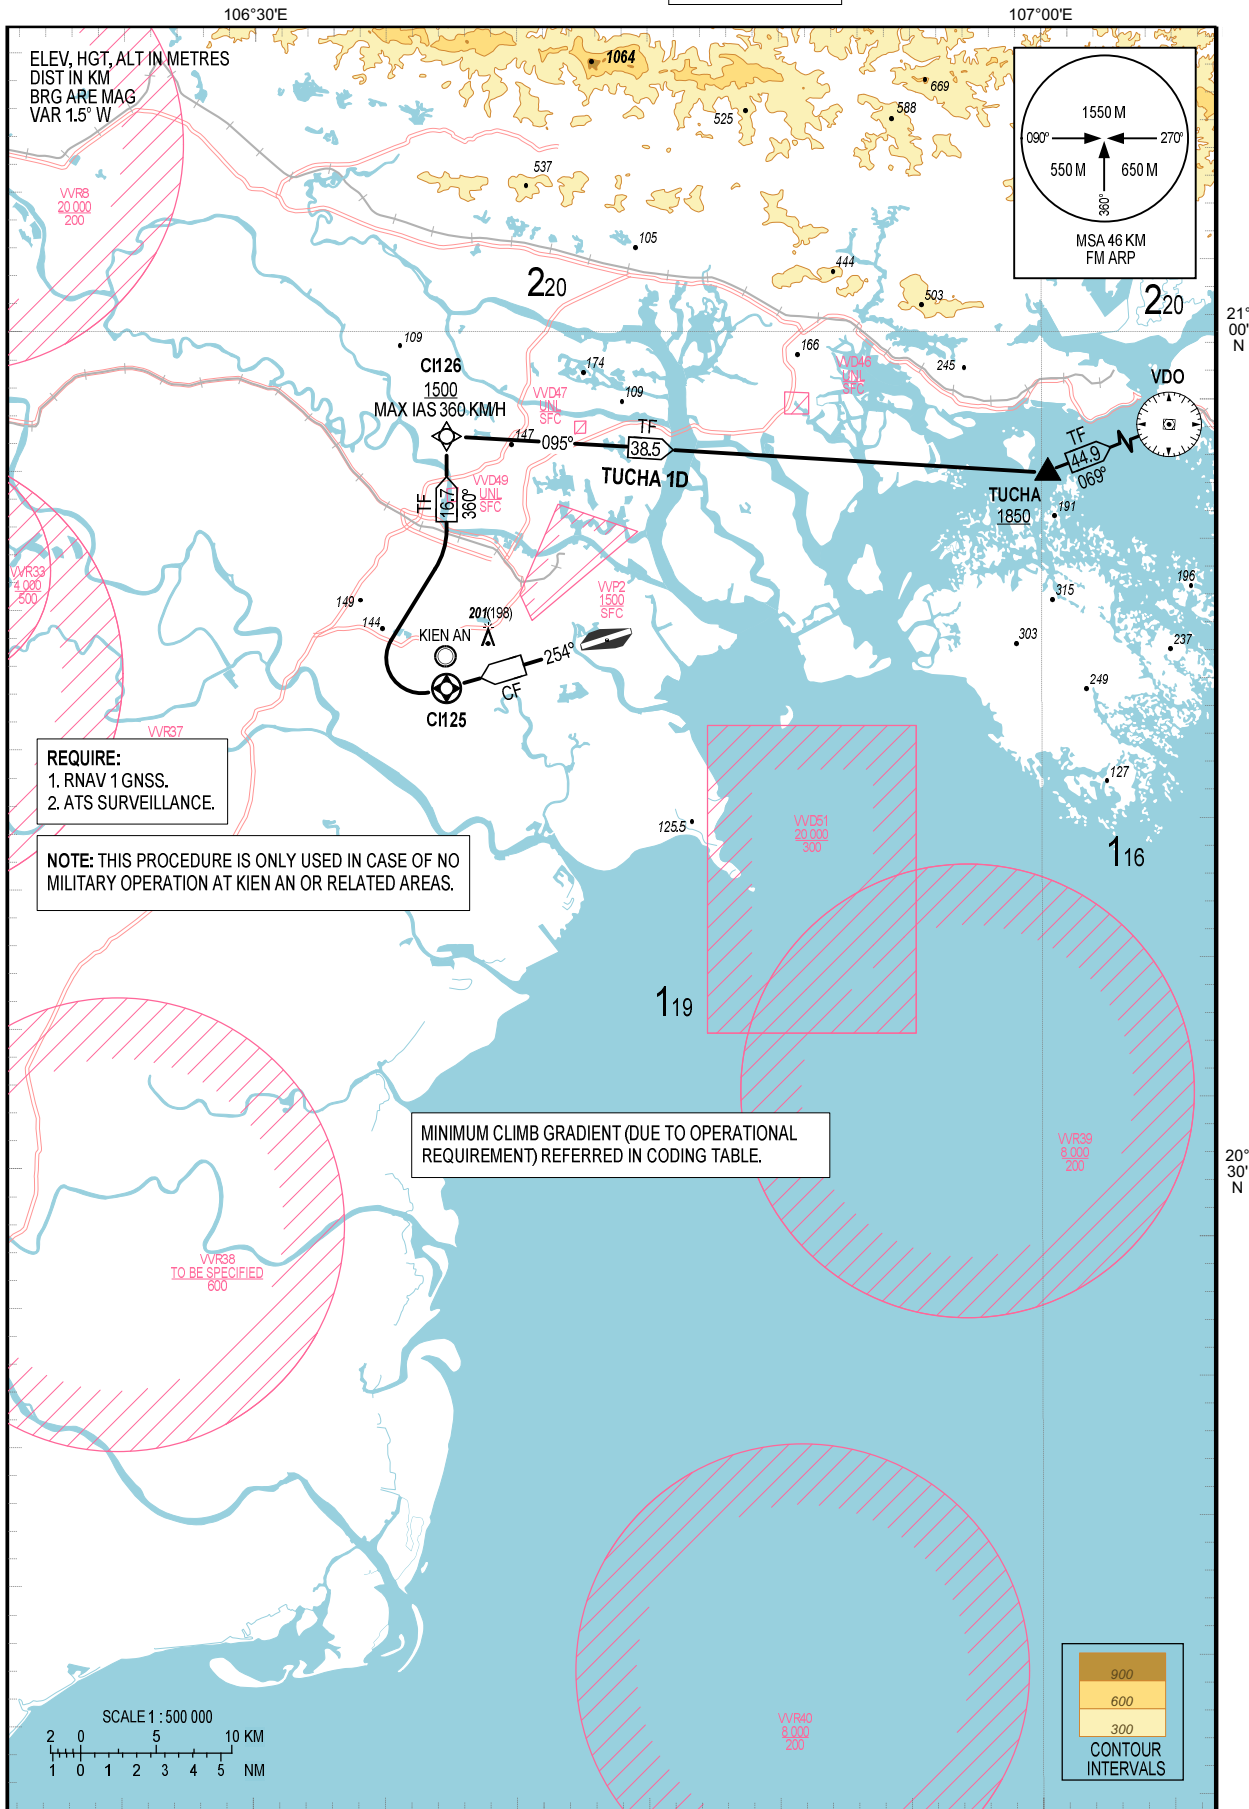 106°30'E
107°00'E
ELEV, HGT, ALT IN METRES
DIST IN KM
BRG ARE MAG
VAR 1.5° W
1064
669
525
588
537
1550 M
090°
270°
550 M
650 M
360°
MSA 46 KM
FM ARP
VVR8
20 000
200
105
444
220
503
220
21°
00'
N
109
166
245
174
109
CI126
1500
MAX IAS 360 KM/H
VVD47
UNL
SFC
VVD46
UNL
SFC
VDO
147
095°
TF
38.5
TUCHA 1D
TF
44.9
069°
TUCHA
1850
191
TF
16.7
360°
VVD49
UNL
SFC
VVR33
4 000
500
VVP2
1500
SFC
149
144
201(198)
KIEN AN
254°
CF
CI125
315
196
303
237
249
127
VVR37
REQUIRE:
1. RNAV 1 GNSS.
2. ATS SURVEILLANCE.
NOTE: THIS PROCEDURE IS ONLY USED IN CASE OF NO
MILITARY OPERATION AT KIEN AN OR RELATED AREAS.
125.5
VVD51
20 000
300
116
119
MINIMUM CLIMB GRADIENT (DUE TO OPERATIONAL
REQUIREMENT) REFERRED IN CODING TABLE.
VVR39
8 000
200
20°
30'
N
VVR38
TO BE SPECIFIED
600
VVR40
8 000
200
900
600
300
CONTOUR
INTERVALS
SCALE 1 : 500 000
2 0 5 10 KM
1 0 1 2 3 4 5 NM